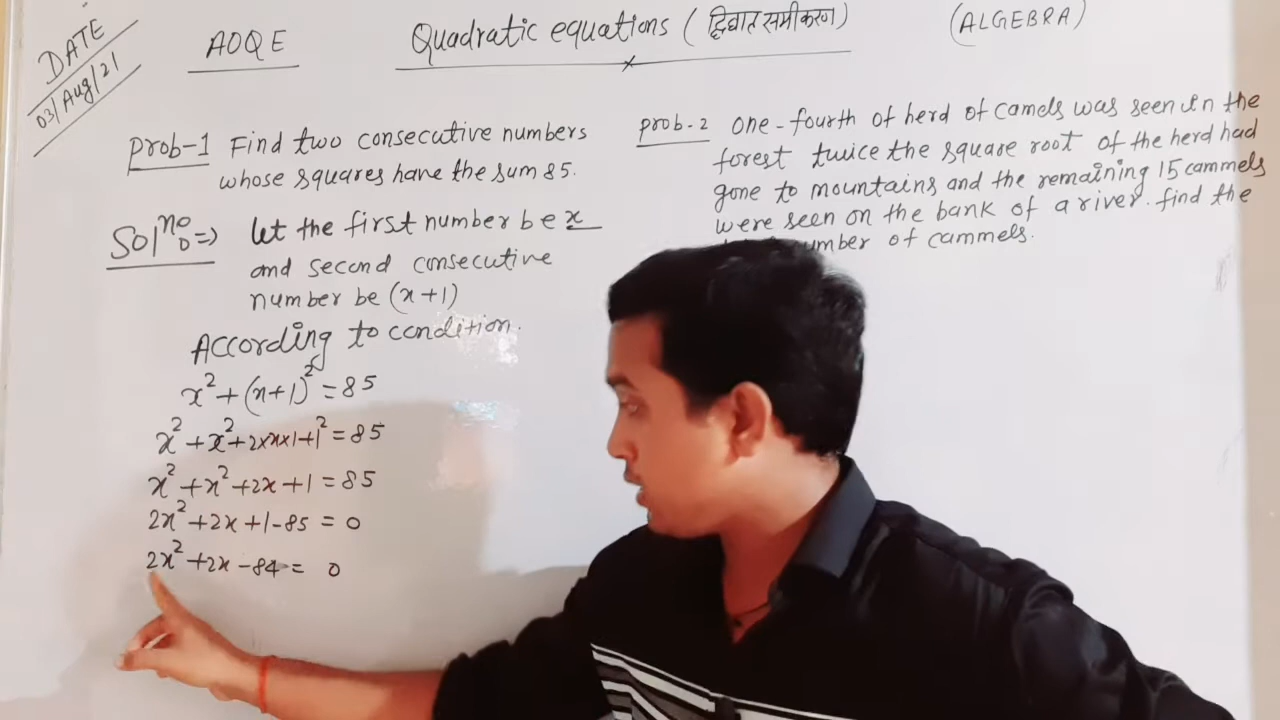 DATE
03/Aug/21
AOQE
Quadratic equations (द्विघात समीकरण)
(ALGEBRA)
Prob-1 Find two consecutive numbers
whose squares have the sum 85.
Solno => let the first number be x
and second consecutive
number be (x+1)
According to condition.
x² + (x+1)² = 85
x² + x² + 2×x×1+1² = 85
x² + x² + 2x + 1 = 85
2x² + 2x + 1 - 85 = 0
2x² + 2x - 84 = 0
Prob-2 One-fourth of herd of camels was seen in the
forest twice the square root of the herd had
gone to mountains and the remaining 15 cammels
were seen on the bank of a river. find the
number of cammels.